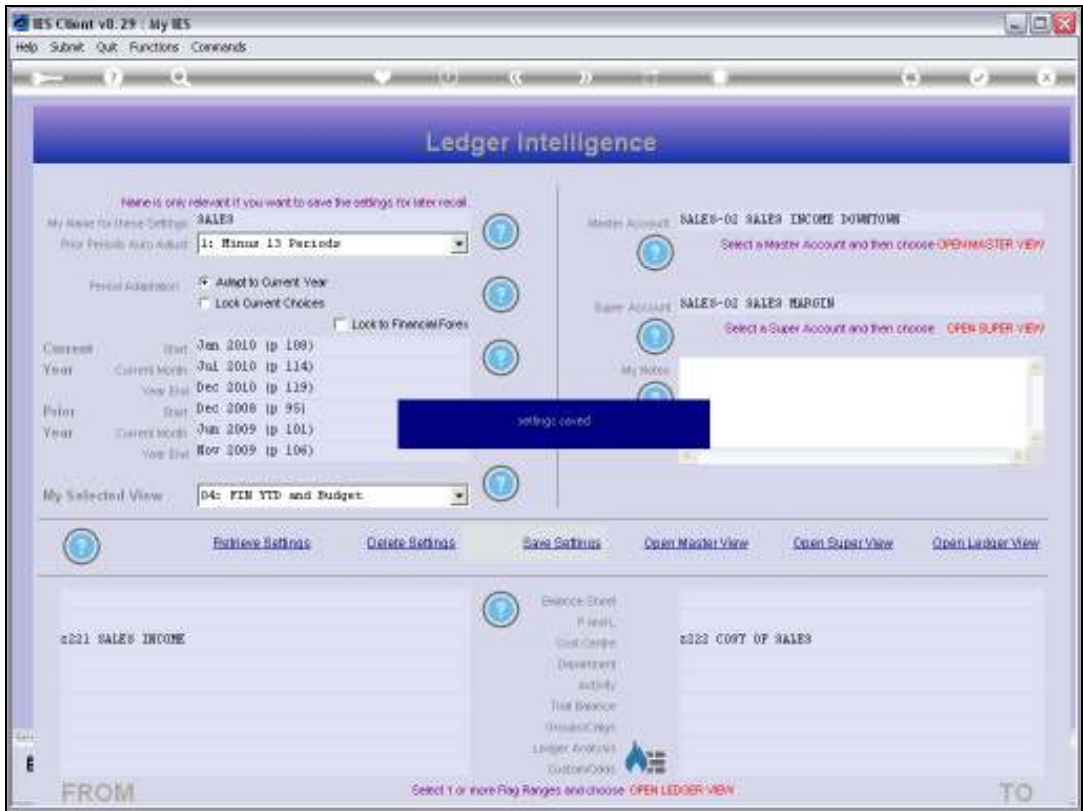 IES Client v8.29 : My IES
Help Submit Quit Functions Commands
Ledger Intelligence
Name is only relevant if you want to save the settings for later recall.
My Name for these Settings SALES
Prior Periods Auto Adjust 1: Minus 13 Periods
Period Adaptation Adapt to Current Year
Lock Current Choices
Lock to Financial Forex
Current Year
Start Jan 2010 (p 108)
Current Month Jul 2010 (p 114)
Year End Dec 2010 (p 119)
Prior Year
Start Dec 2008 (p 95)
Current Month Jun 2009 (p 101)
Year End Nov 2009 (p 106)
My Selected View 04: FIN YTD and Budget
Master Account SALES-02 SALES INCOME DOWNTOWN
Select a Master Account and then choose OPEN MASTER VIEW
Super Account SALES-02 SALES MARGIN
Select a Super Account and then choose OPEN SUPER VIEW
My Notes
settings saved
Retrieve Settings Delete Settings Save Settings Open Master View Open Super View Open Ledger View
Balance Sheet
P and L
z221 SALES INCOME Cost Centre z222 COST OF SALES
Department
Activity
Trial Balance
Ledger Analysis
FROM Select 1 or more Flag Ranges and choose OPEN LEDGER VIEW TO